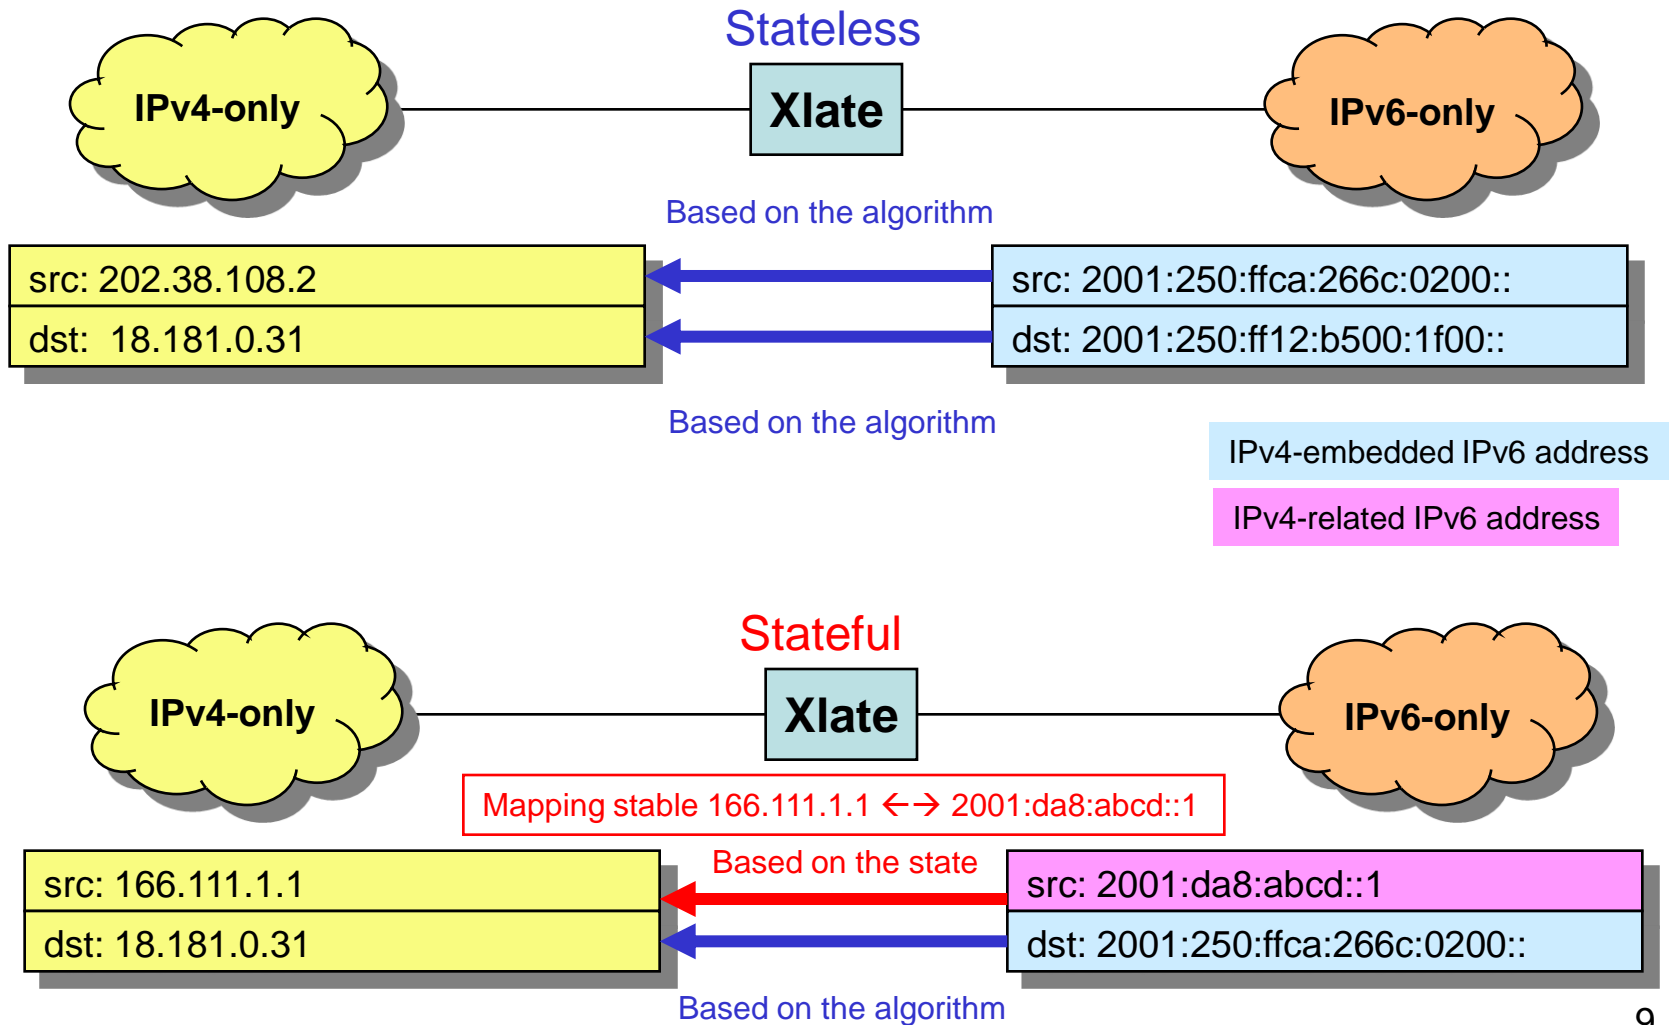 Stateless
IPv4-only
Xlate
IPv6-only
Based on the algorithm
src: 202.38.108.2
src: 2001:250:ffca:266c:0200::
dst: 18.181.0.31
dst: 2001:250:ff12:b500:1f00::
Based on the algorithm
IPv4-embedded IPv6 address
IPv4-related IPv6 address
Stateful
IPv4-only
Xlate
IPv6-only
Mapping stable 166.111.1.1 ←→ 2001:da8:abcd::1
Based on the state
src: 166.111.1.1
src: 2001:da8:abcd::1
dst: 18.181.0.31
dst: 2001:250:ffca:266c:0200::
Based on the algorithm
9